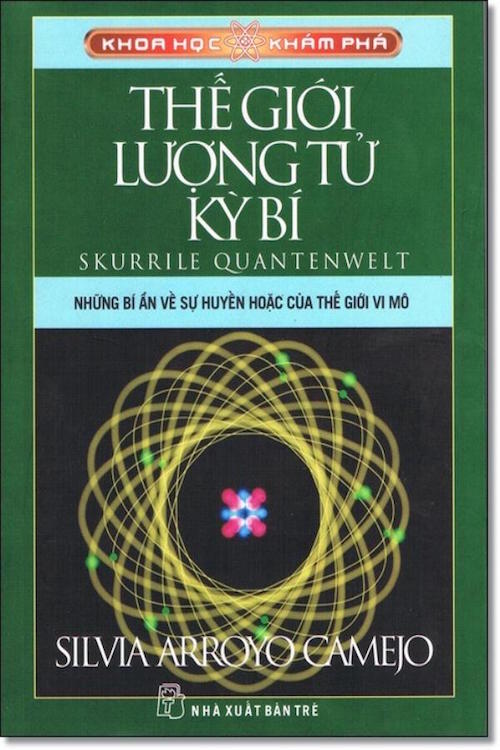 KHOA HỌC KHÁM PHÁ
THẾ GIỚI
LƯỢNG TỬ
KỲ BÍ
SKURRILE QUANTENWELT
NHỮNG BÍ ẨN VỀ SỰ HUYỀN HOẶC CỦA THẾ GIỚI VI MÔ
SILVIA ARROYO CAMEJO
NHÀ XUẤT BẢN TRẺ